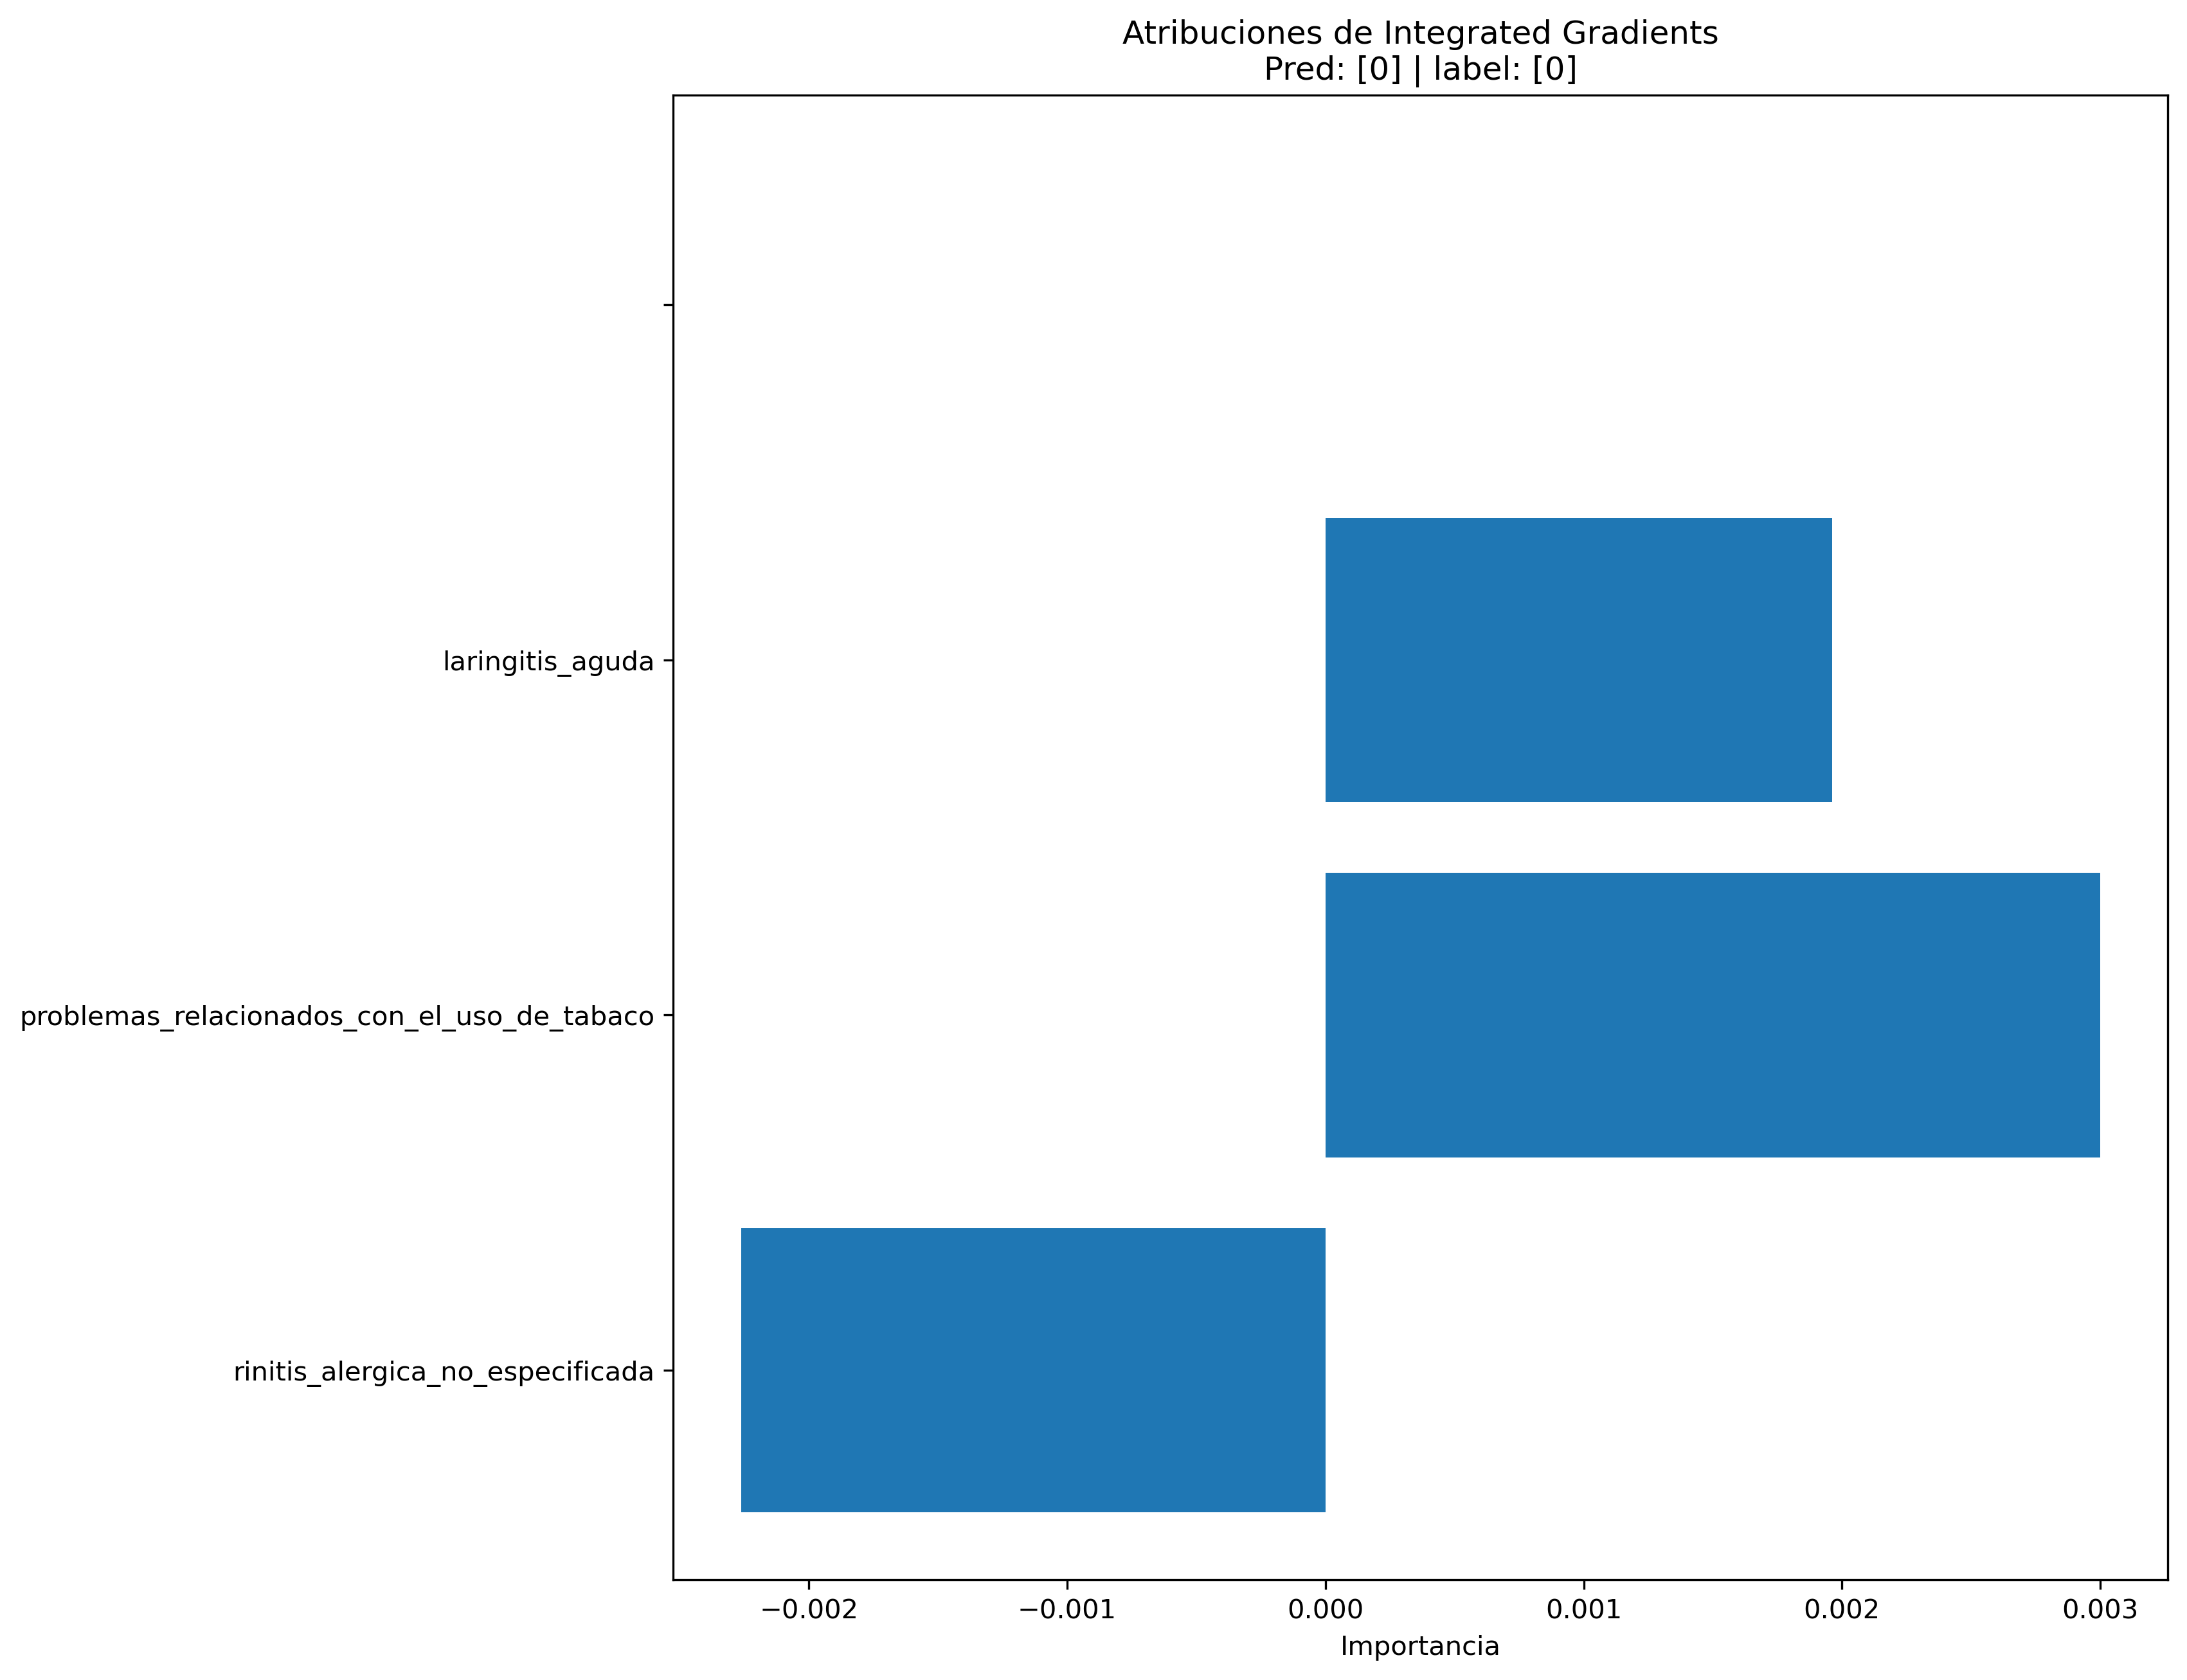 Atribuciones de Integrated Gradients
Pred: [0] | label: [0]
laringitis_aguda
problemas_relacionados_con_el_uso_de_tabaco
rinitis_alergica_no_especificada
−0.002 −0.001 0.000 0.001 0.002 0.003
Importancia